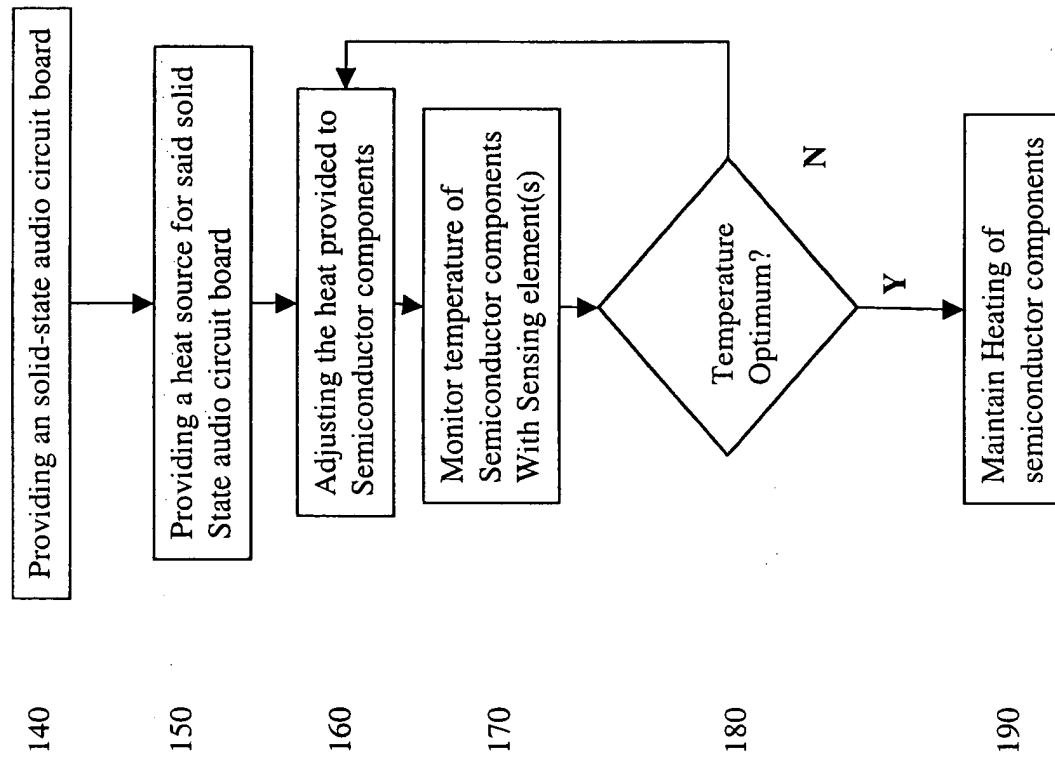 140
Providing an solid-state audio circuit board
150
Providing a heat source for said solid
State audio circuit board
160
Adjusting the heat provided to
Semiconductor components
170
Monitor temperature of
Semiconductor components
With Sensing element(s)
180
Temperature
Optimum?
N
Y
190
Maintain Heating of
semiconductor components